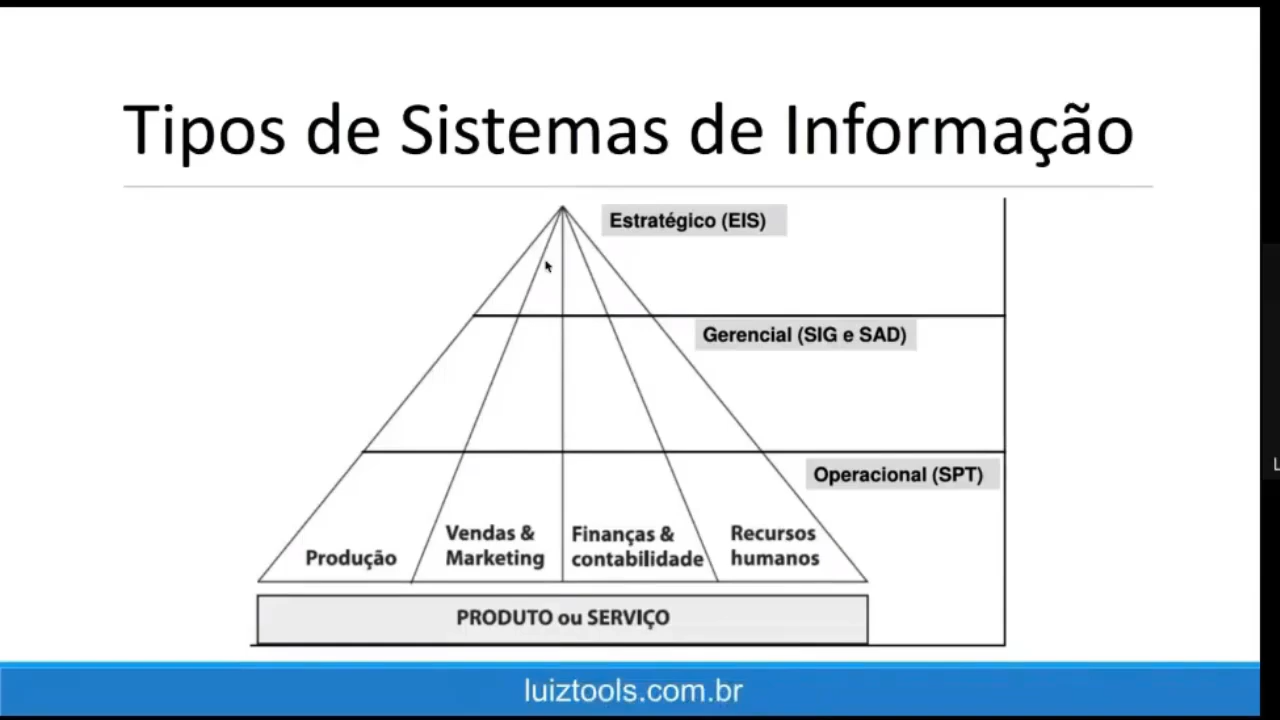 Tipos de Sistemas de Informação
Estratégico (EIS)
Gerencial (SIG e SAD)
Operacional (SPT)
Produção
Vendas &
Marketing
Finanças &
contabilidade
Recursos
humanos
PRODUTO ou SERVIÇO
luiztools.com.br
L